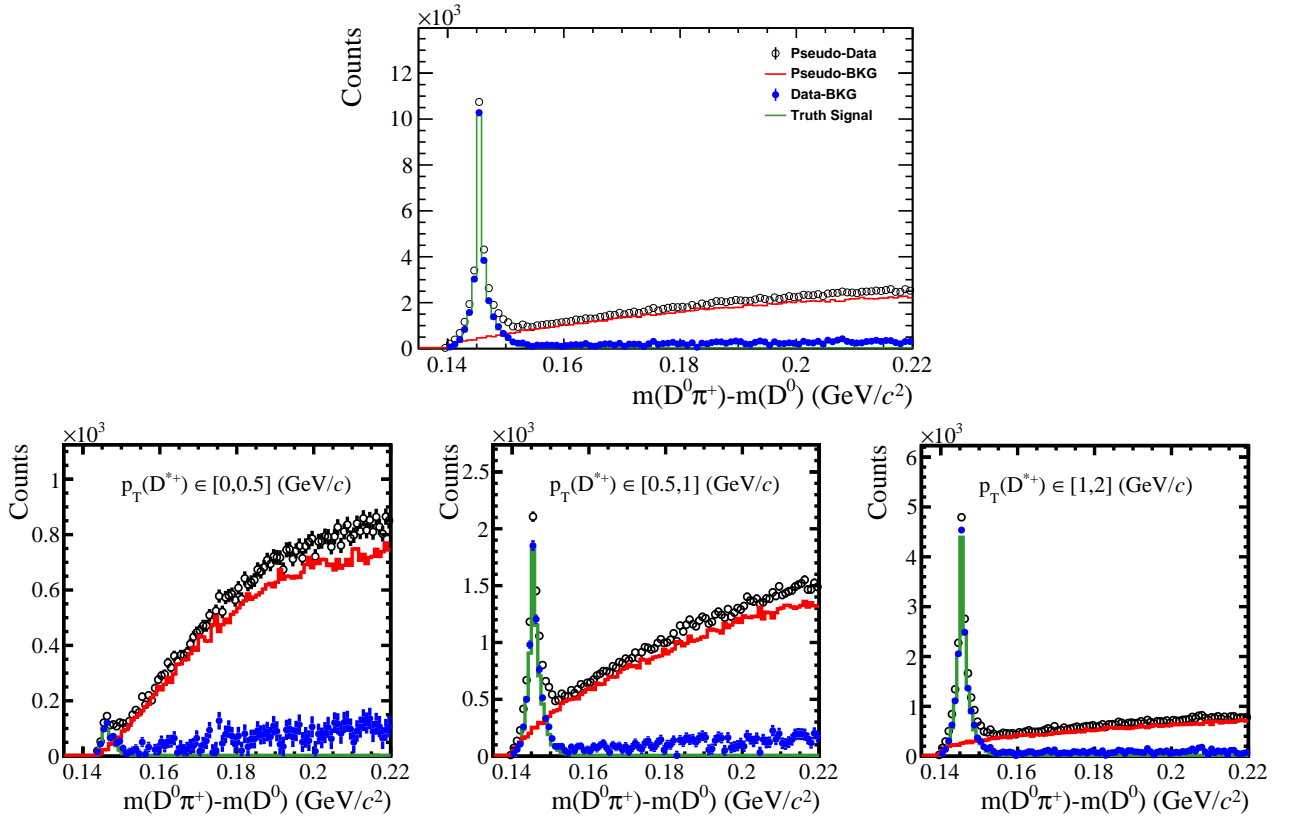 ×10³
Counts
12
10
8
6
4
2
0
Pseudo-Data
Pseudo-BKG
Data-BKG
Truth Signal
0.14 0.16 0.18 0.2 0.22
m(D⁰π⁺)-m(D⁰) (GeV/c²)
×10³
Counts
p_T(D*⁺) ∈ [0,0.5] (GeV/c)
1
0.8
0.6
0.4
0.2
0
0.14 0.16 0.18 0.2 0.22
m(D⁰π⁺)-m(D⁰) (GeV/c²)
×10³
Counts
p_T(D*⁺) ∈ [0.5,1] (GeV/c)
2.5
2
1.5
1
0.5
0
0.14 0.16 0.18 0.2 0.22
m(D⁰π⁺)-m(D⁰) (GeV/c²)
×10³
Counts
p_T(D*⁺) ∈ [1,2] (GeV/c)
6
5
4
3
2
1
0
0.14 0.16 0.18 0.2 0.22
m(D⁰π⁺)-m(D⁰) (GeV/c²)